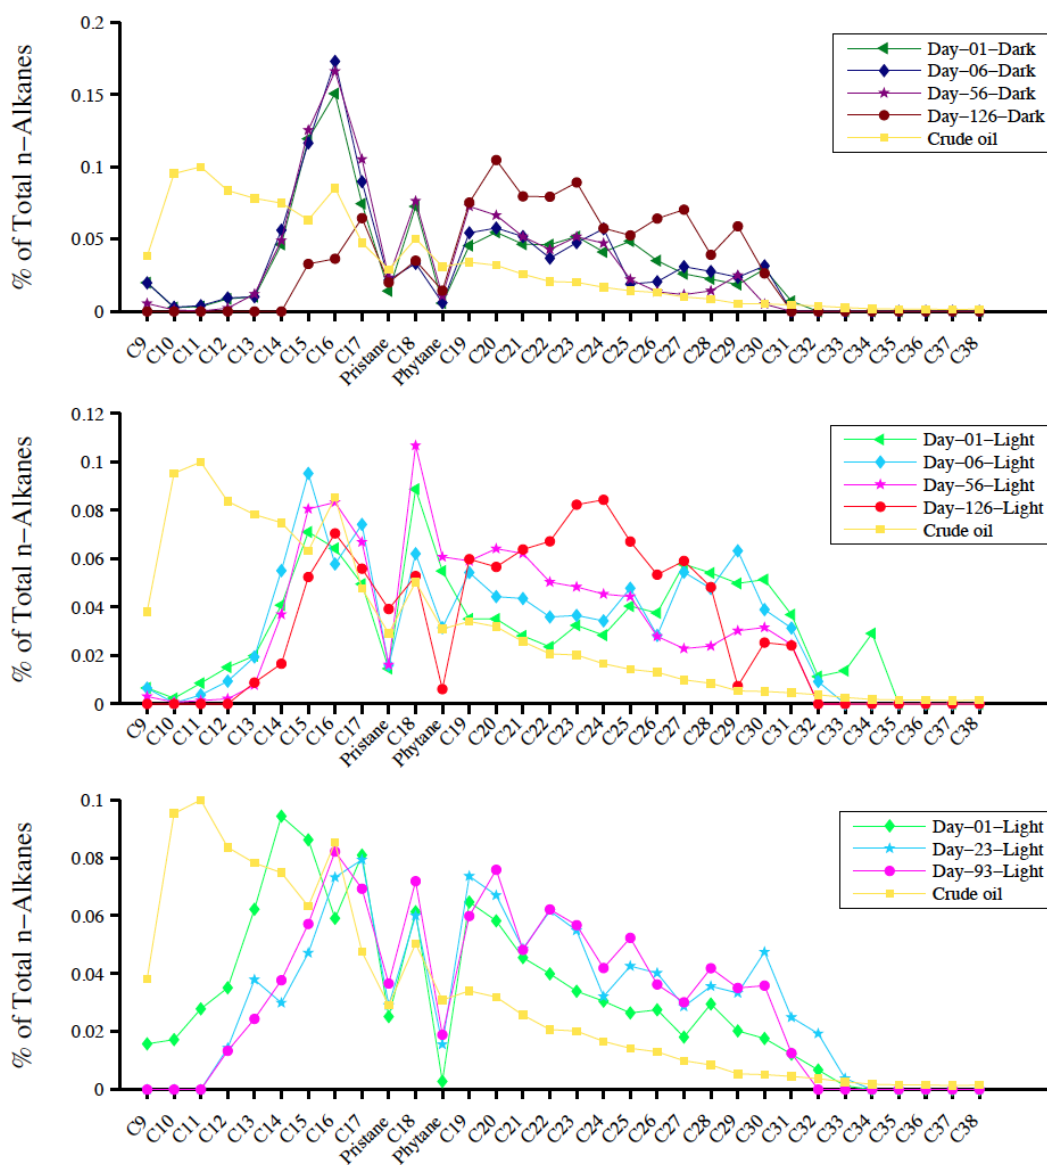 % of Total n−Alkanes
0.2
0.15
0.1
0.05
0
Day−01−Dark
Day−06−Dark
Day−56−Dark
Day−126−Dark
Crude oil
C9 C10 C11 C12 C13 C14 C15 C16 C17 Pristane C18 Phytane C19 C20 C21 C22 C23 C24 C25 C26 C27 C28 C29 C30 C31 C32 C33 C34 C35 C36 C37 C38
% of Total n−Alkanes
0.12
0.1
0.08
0.06
0.04
0.02
0
Day−01−Light
Day−06−Light
Day−56−Light
Day−126−Light
Crude oil
C9 C10 C11 C12 C13 C14 C15 C16 C17 Pristane C18 Phytane C19 C20 C21 C22 C23 C24 C25 C26 C27 C28 C29 C30 C31 C32 C33 C34 C35 C36 C37 C38
% of Total n−Alkanes
0.1
0.08
0.06
0.04
0.02
0
Day−01−Light
Day−23−Light
Day−93−Light
Crude oil
C9 C10 C11 C12 C13 C14 C15 C16 C17 Pristane C18 Phytane C19 C20 C21 C22 C23 C24 C25 C26 C27 C28 C29 C30 C31 C32 C33 C34 C35 C36 C37 C38